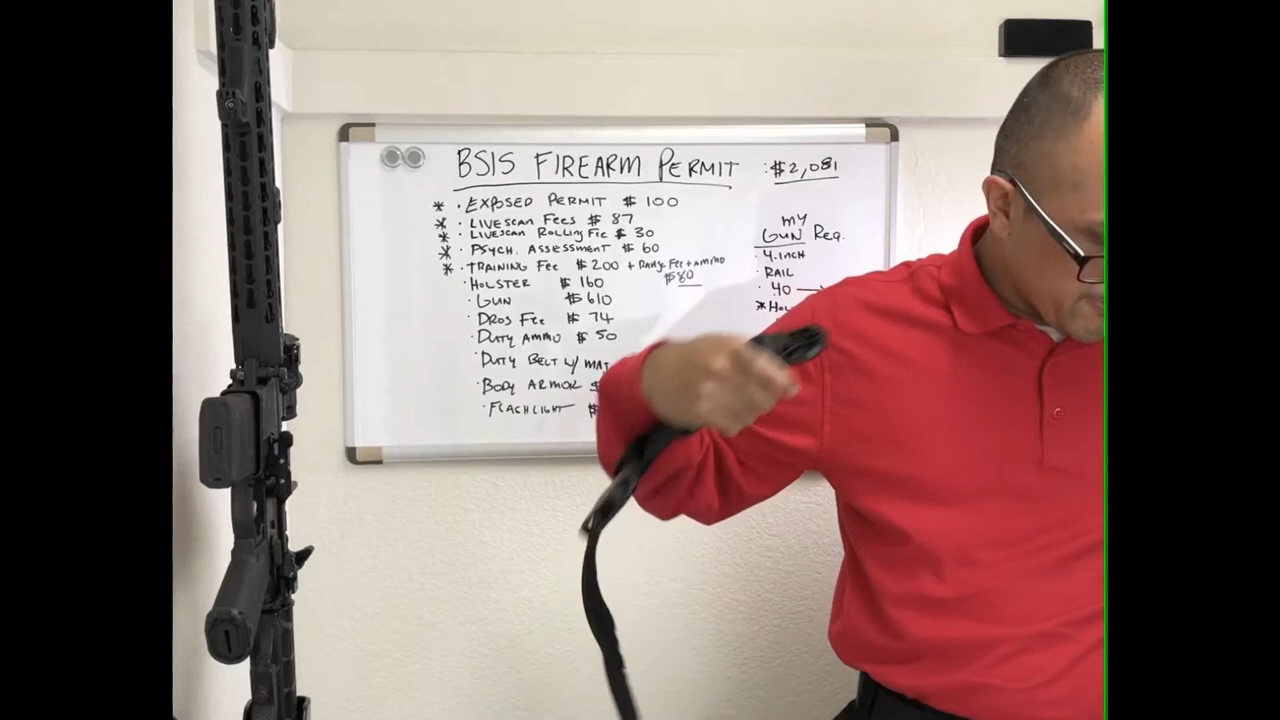 BSIS FIREARM PERMIT : $2,081
* · EXPOSED PERMIT $ 100
* · LIVESCAN FEES $ 87
* · LIVESCAN ROLLING FEE $ 30
* · PSYCH. ASSESSMENT $ 60
* · TRAINING FEE $ 200 + RANGE FEE + AMMO
$80
· HOLSTER $ 160
· GUN $ 610
· DROS FEE $ 74
· DUTY AMMO $ 50
· DUTY BELT W/
· BODY ARMOR $
· FLASHLIGHT $
MY
GUN Req.
· 4.INCH
· RAIL
· .40